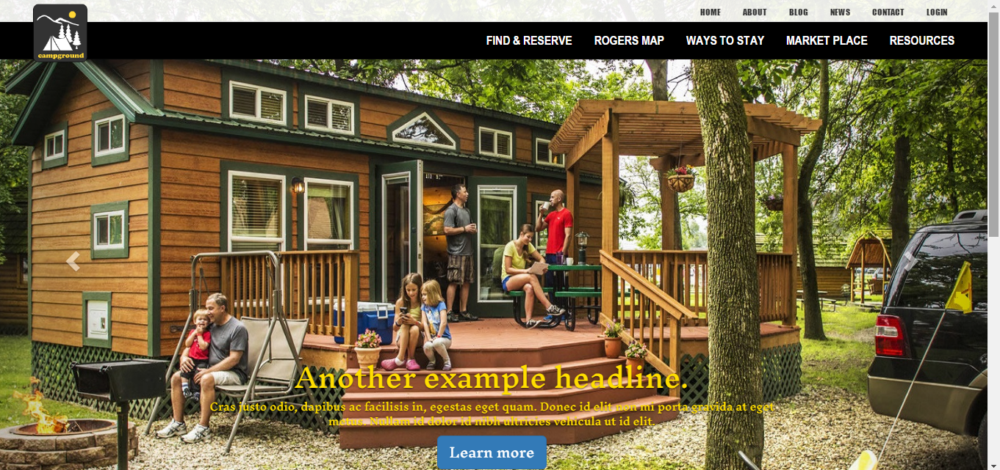 HOME ABOUT BLOG NEWS CONTACT LOGIN
campground
FIND & RESERVE ROGERS MAP WAYS TO STAY MARKET PLACE RESOURCES
Another example headline.
Cras justo odio, dapibus ac facilisis in, egestas eget quam. Donec id elit non mi porta gravida at eget
metus. Nullam id dolor id nibh ultricies vehicula ut id elit.
Learn more